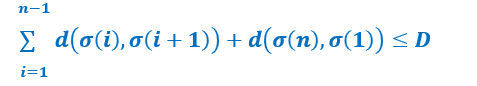 n−1
∑ d(σ(i), σ(i + 1)) + d(σ(n), σ(1)) ≤ D
i=1